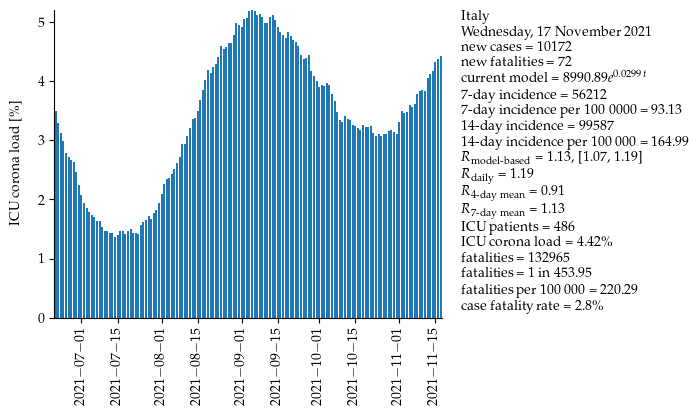 Italy
Wednesday, 17 November 2021
new cases = 10172
new fatalities = 72
current model = 8990.89e^0.0299 t
7-day incidence = 56212
7-day incidence per 100 0000 = 93.13
14-day incidence = 99587
14-day incidence per 100 000 = 164.99
R_model-based = 1.13, [1.07, 1.19]
R_daily = 1.19
R_4-day mean = 0.91
R_7-day mean = 1.13
ICU patients = 486
ICU corona load = 4.42%
fatalities = 132965
fatalities = 1 in 453.95
fatalities per 100 000 = 220.29
case fatality rate = 2.8%
ICU corona load [%]
5
4
3
2
1
0
2021−07−01
2021−07−15
2021−08−01
2021−08−15
2021−09−01
2021−09−15
2021−10−01
2021−10−15
2021−11−01
2021−11−15